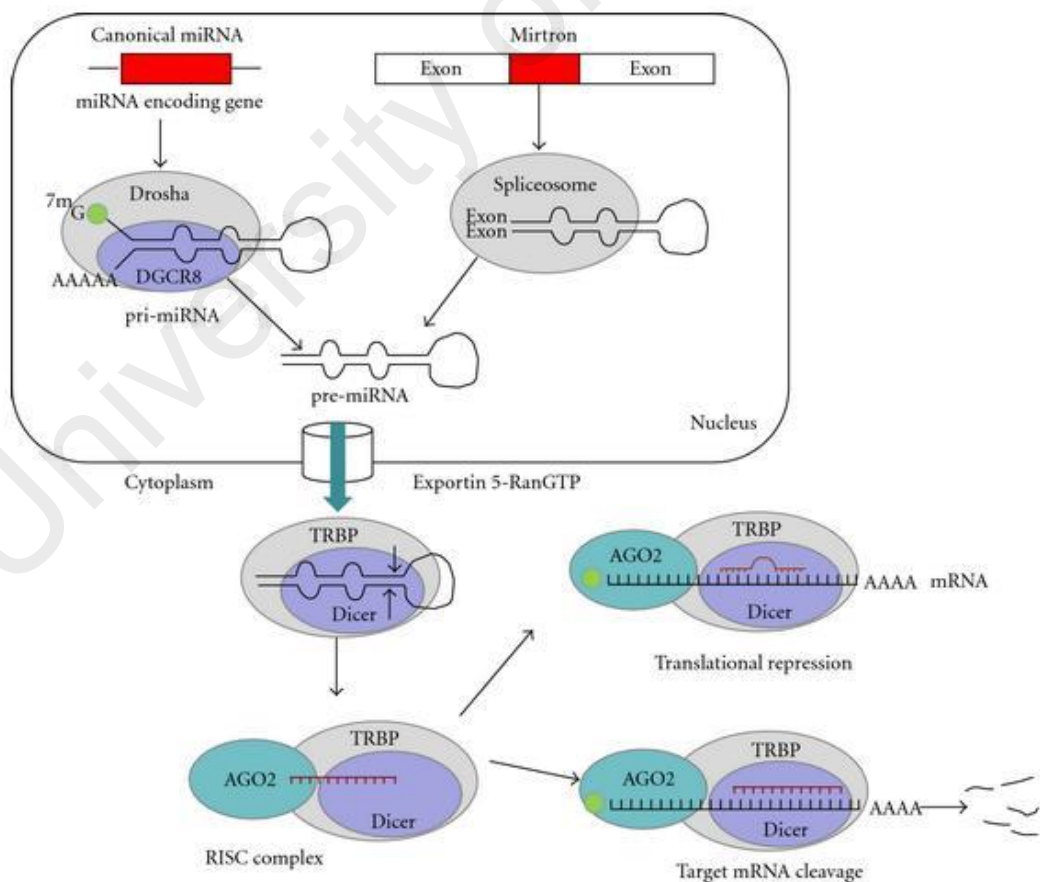 Canonical miRNA
miRNA encoding gene
Mirtron
Exon
Exon
Drosha
7m
G
DGCR8
AAAAA
pri-miRNA
Spliceosome
Exon
Exon
pre-miRNA
Nucleus
Cytoplasm
Exportin 5-RanGTP
TRBP
Dicer
AGO2
TRBP
Dicer
AAAA mRNA
Translational repression
AGO2
TRBP
Dicer
RISC complex
AGO2
TRBP
Dicer
AAAA
Target mRNA cleavage
University of